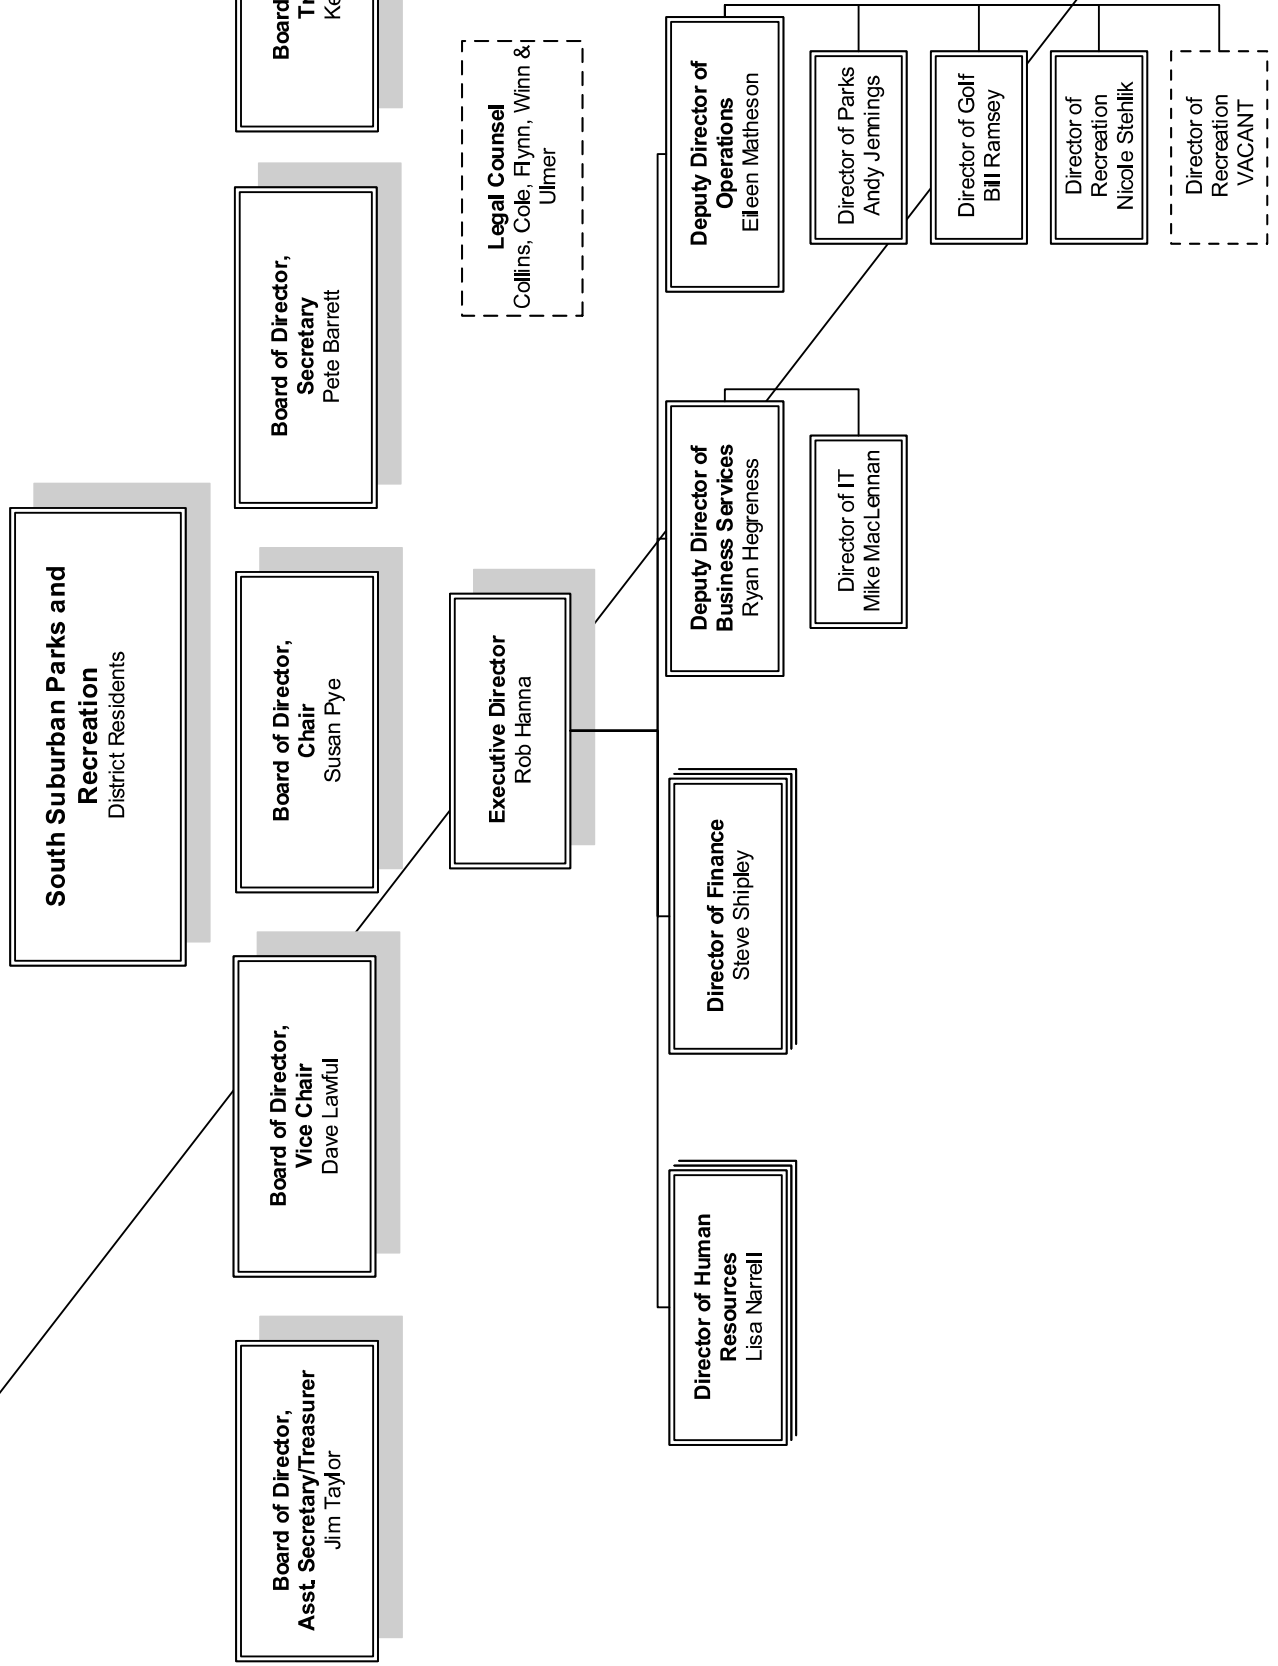 South Suburban Parks and
Recreation
District Residents
Board of Director,
Asst. Secretary/Treasurer
Jim Taylor
Board of Director,
Vice Chair
Dave Lawful
Board of Director,
Chair
Susan Pye
Board of Director,
Secretary
Pete Barrett
Board
Executive Director
Rob Hanna
Legal Counsel
Collins, Cole, Flynn, Winn &
Ulmer
Director of Human
Resources
Lisa Narrell
Director of Finance
Steve Shipley
Deputy Director of
Business Services
Ryan Hegreness
Director of IT
Mike MacLennan
Deputy Director of
Operations
Eileen Matheson
Director of Parks
Andy Jennings
Director of Golf
Bill Ramsey
Director of
Recreation
Nicole Stehlik
Director of
Recreation
VACANT